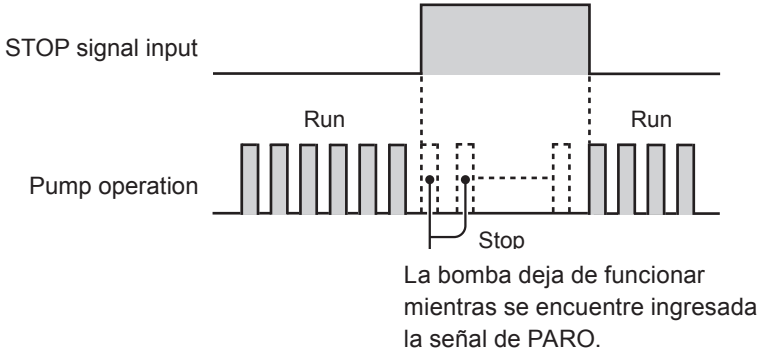 STOP signal input
Run
Run
Pump operation
Stop
La bomba deja de funcionar
mientras se encuentre ingresada
la señal de PARO.